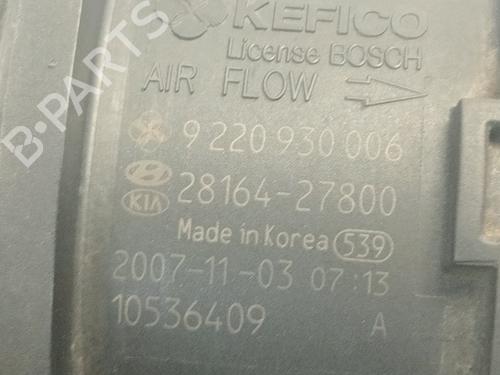 KEFICO
License BOSCH
AIR FLOW
9 220 930 006
28164-27800
KIA
Made in Korea 539
2007-11-03 07:13
10536409 A
B-PARTS